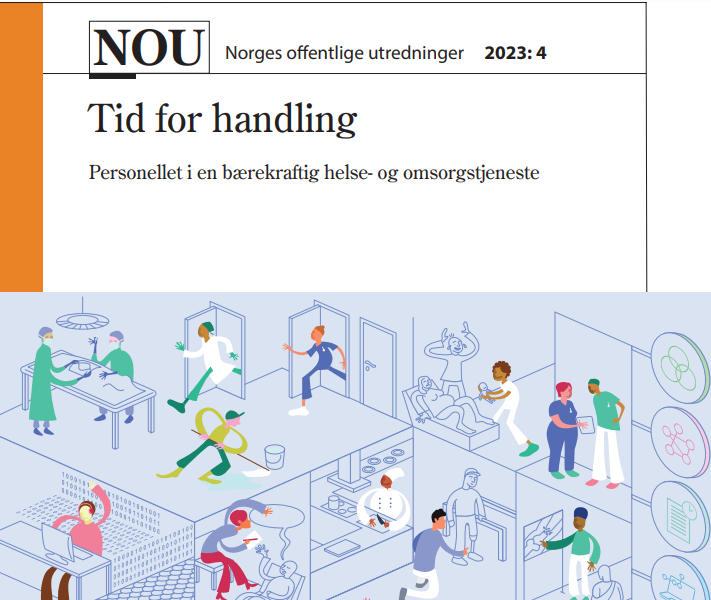 NOU Norges offentlige utredninger 2023: 4
Tid for handling
Personellet i en bærekraftig helse- og omsorgstjeneste